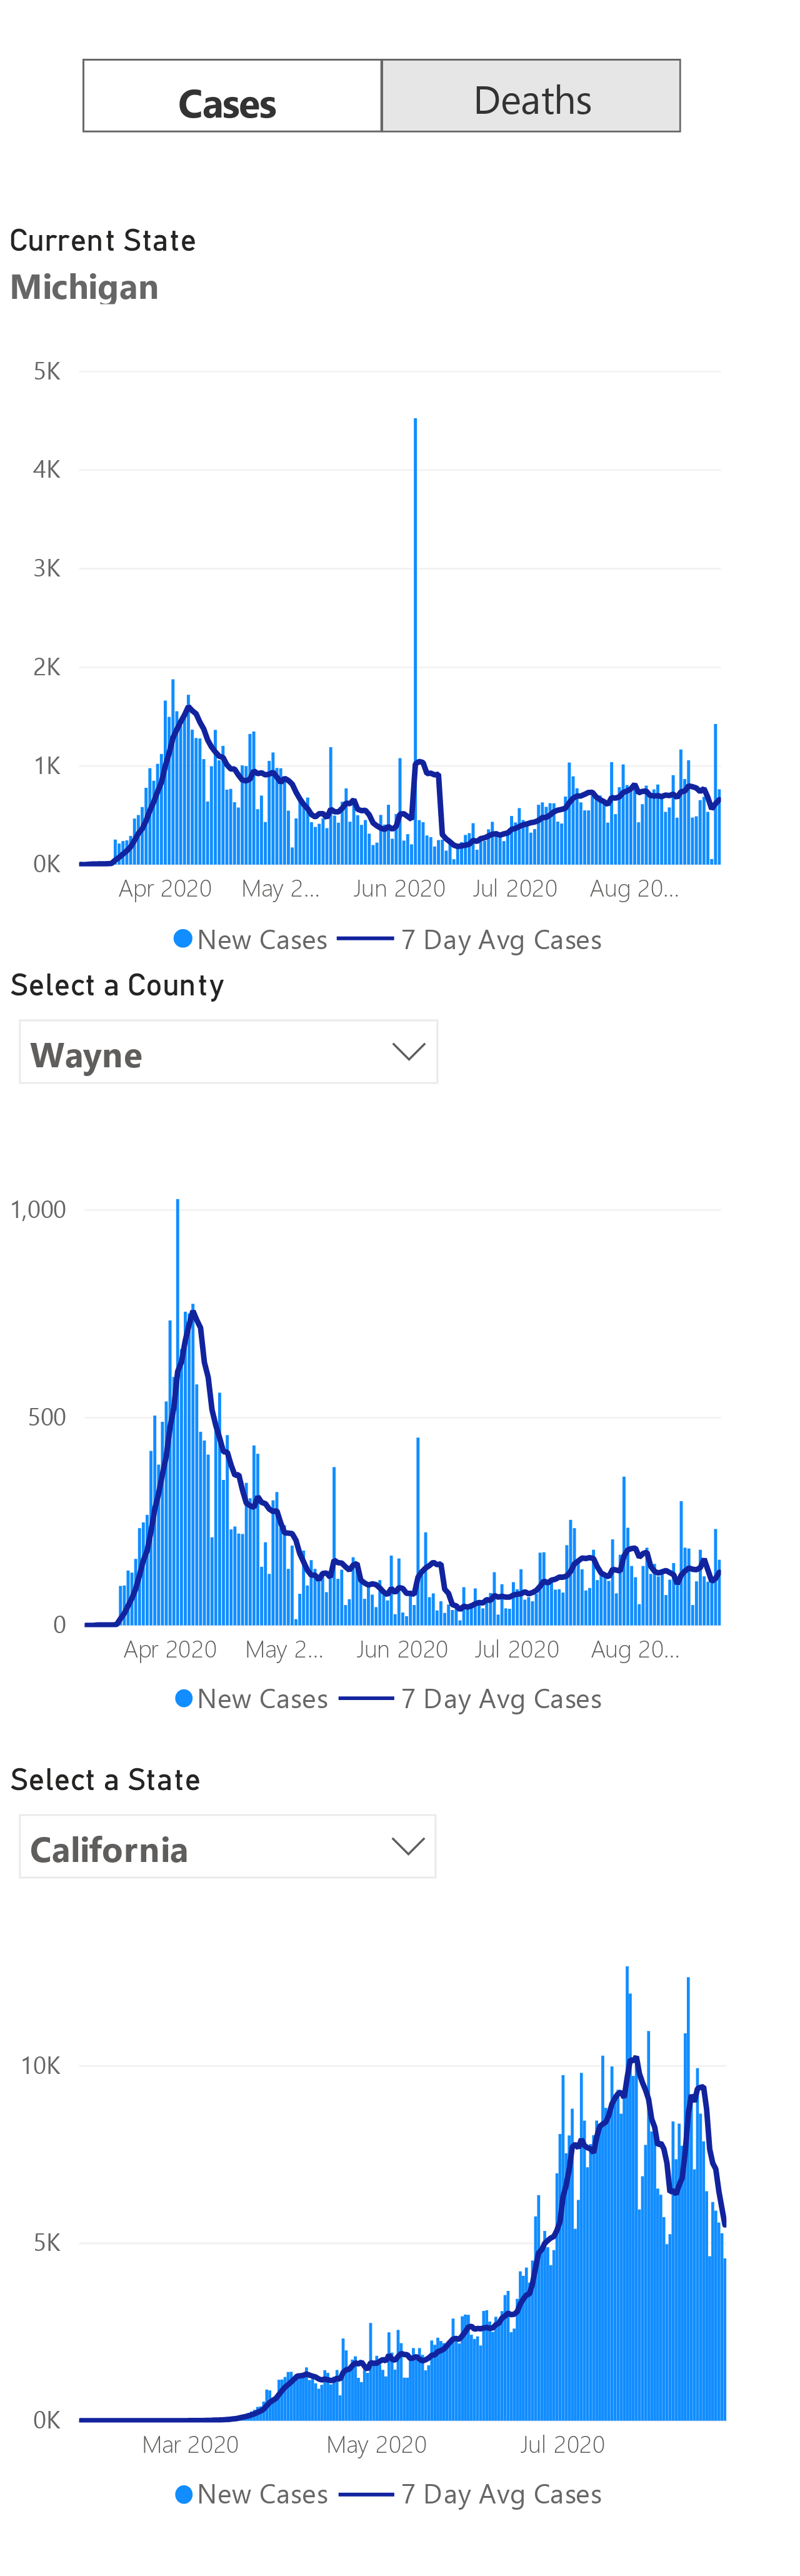 Cases Deaths
Current State
Michigan
5K
4K
3K
2K
1K
0K
Apr 2020 May 2... Jun 2020 Jul 2020 Aug 20...
New Cases 7 Day Avg Cases
Select a County
Wayne
1,000
500
0
Apr 2020 May 2... Jun 2020 Jul 2020 Aug 20...
New Cases 7 Day Avg Cases
Select a State
California
10K
5K
0K
Mar 2020 May 2020 Jul 2020
New Cases 7 Day Avg Cases